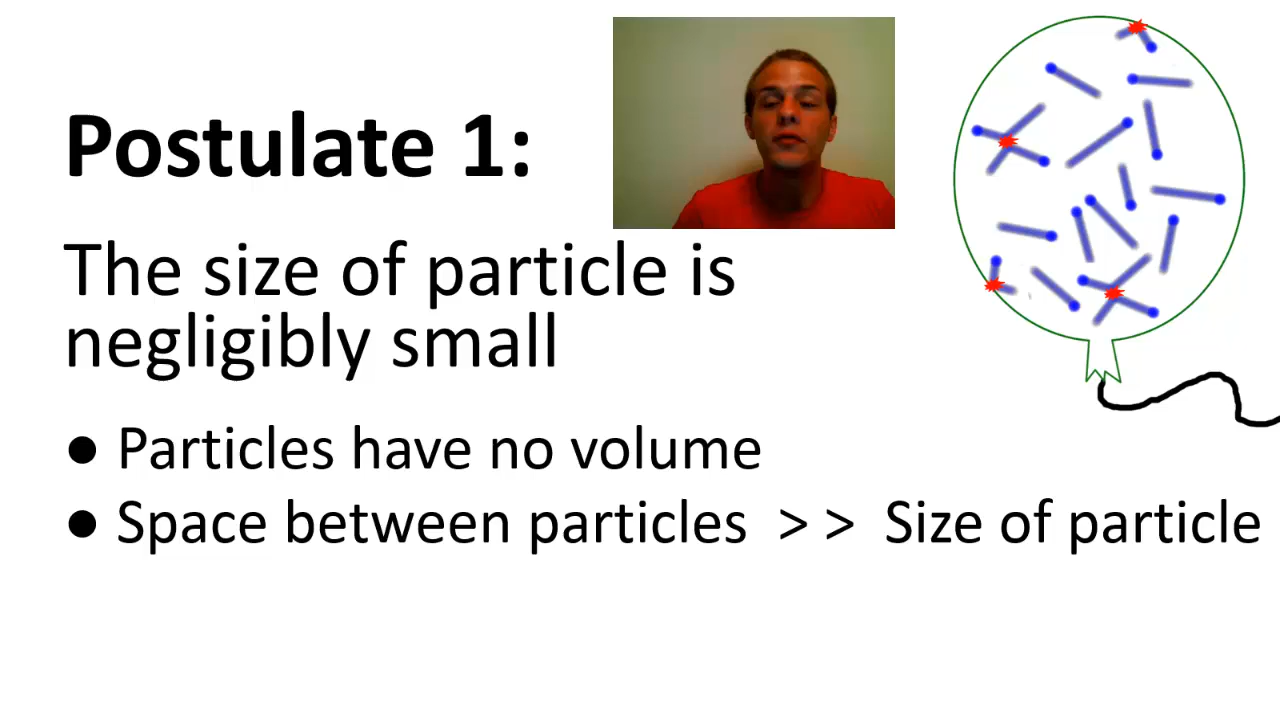 Postulate 1:
The size of particle is
negligibly small
● Particles have no volume
● Space between particles >> Size of particle